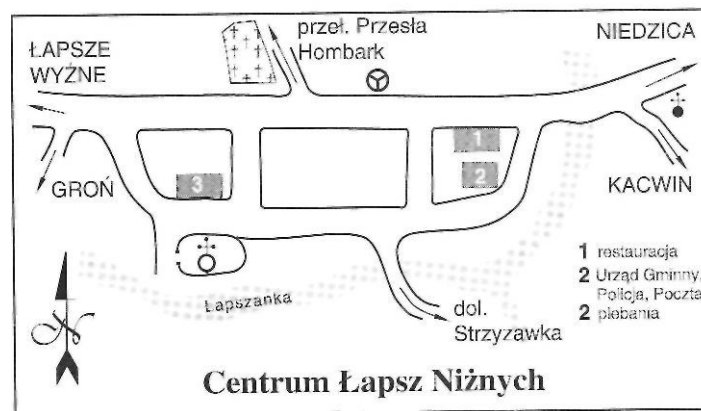 ŁAPSZE
WYŻNE
przeł. Przesła
Hombark
NIEDZICA
1
2
3
GROŃ
KACWIN
Łapszanka
dol.
Strzyzawka
1 restauracja
2 Urząd Gminny,
Policja, Poczta
2 plebania
N
Centrum Łapsz Niżnych